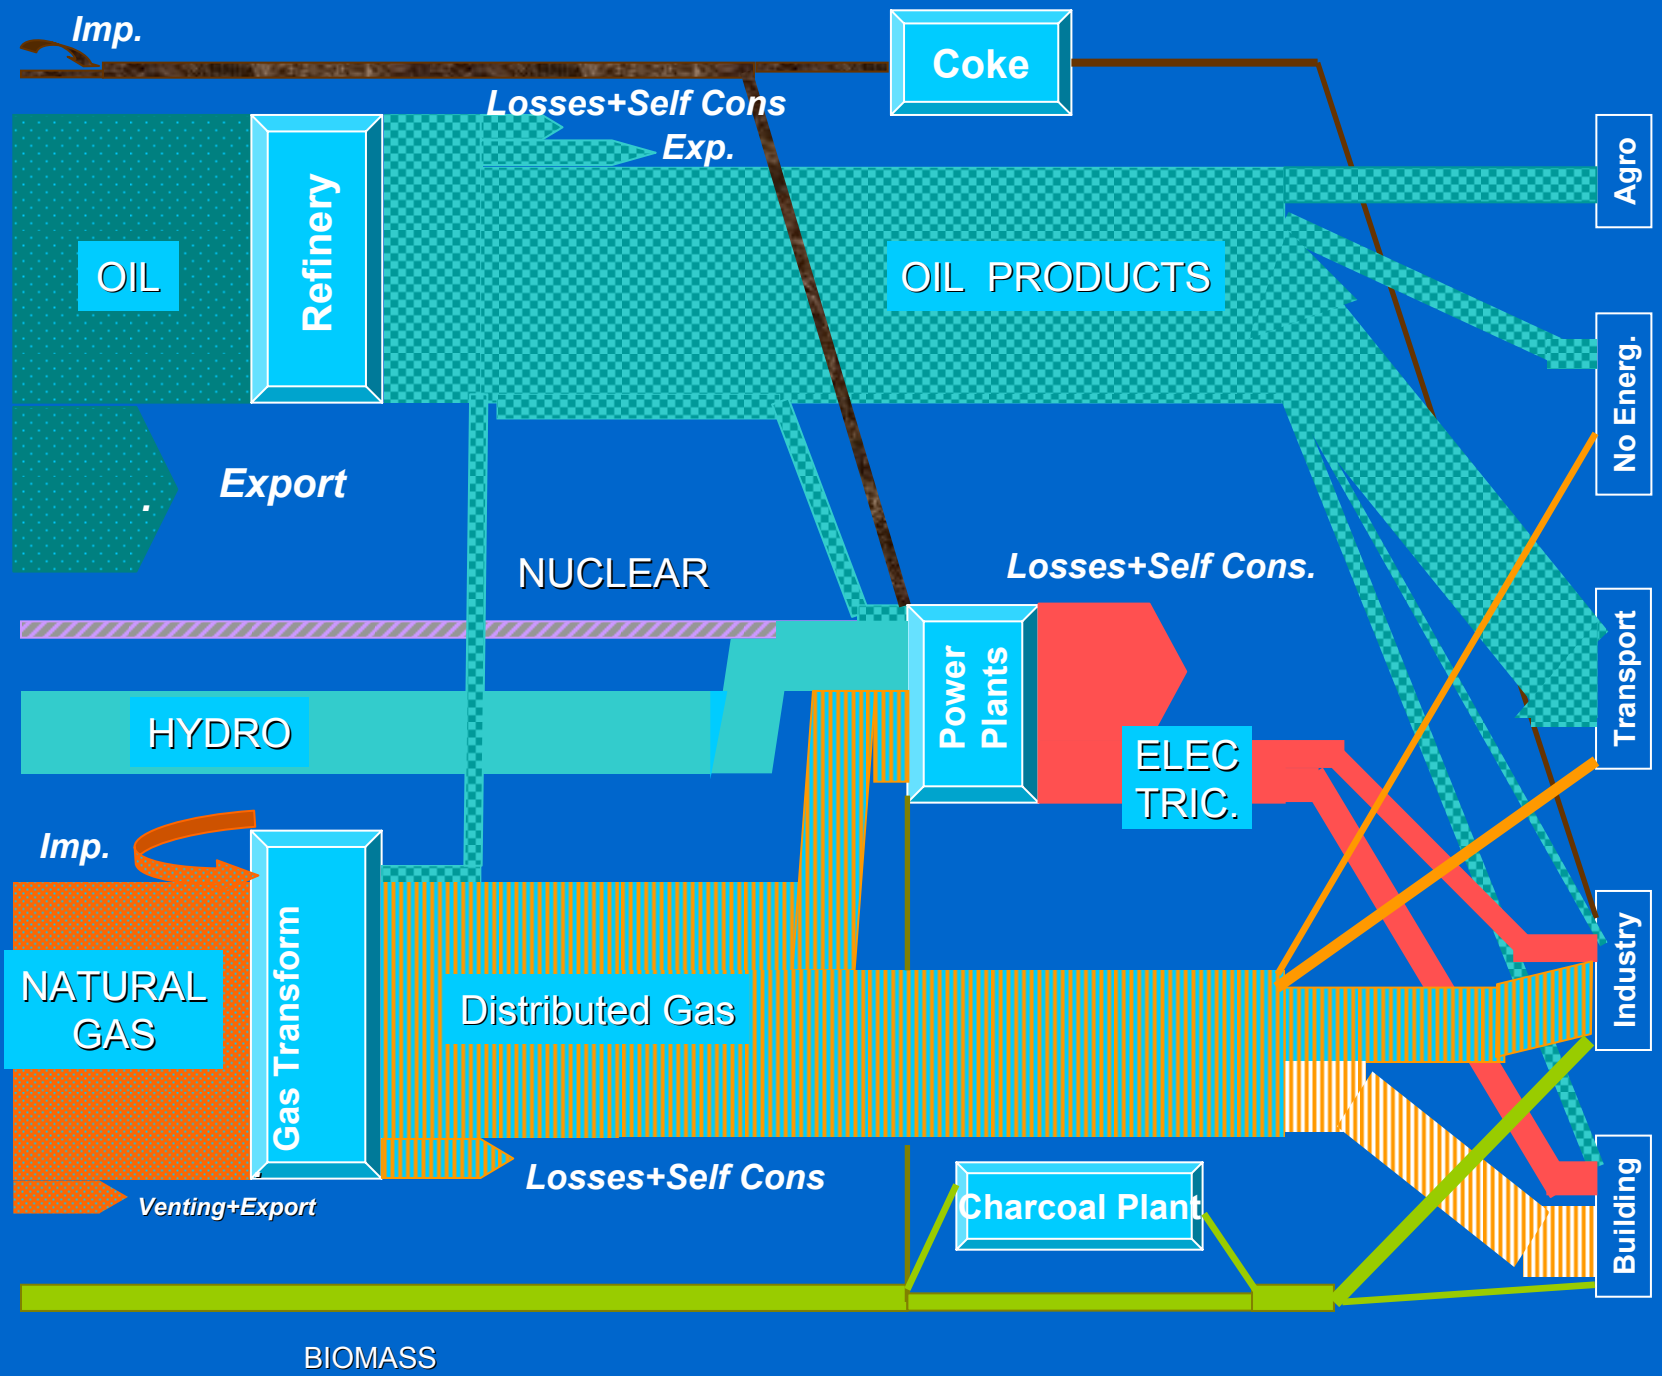 Imp.
Coke
Losses+Self Cons
Exp.
Agro
Refinery
OIL
OIL PRODUCTS
No Energ.
Export
.
NUCLEAR
Losses+Self Cons.
Transport
Power
Plants
HYDRO
ELEC
TRIC.
Imp.
Gas Transform
Industry
NATURAL
GAS
Distributed Gas
Losses+Self Cons
.
Venting+Export
Charcoal Plant
Building
BIOMASS